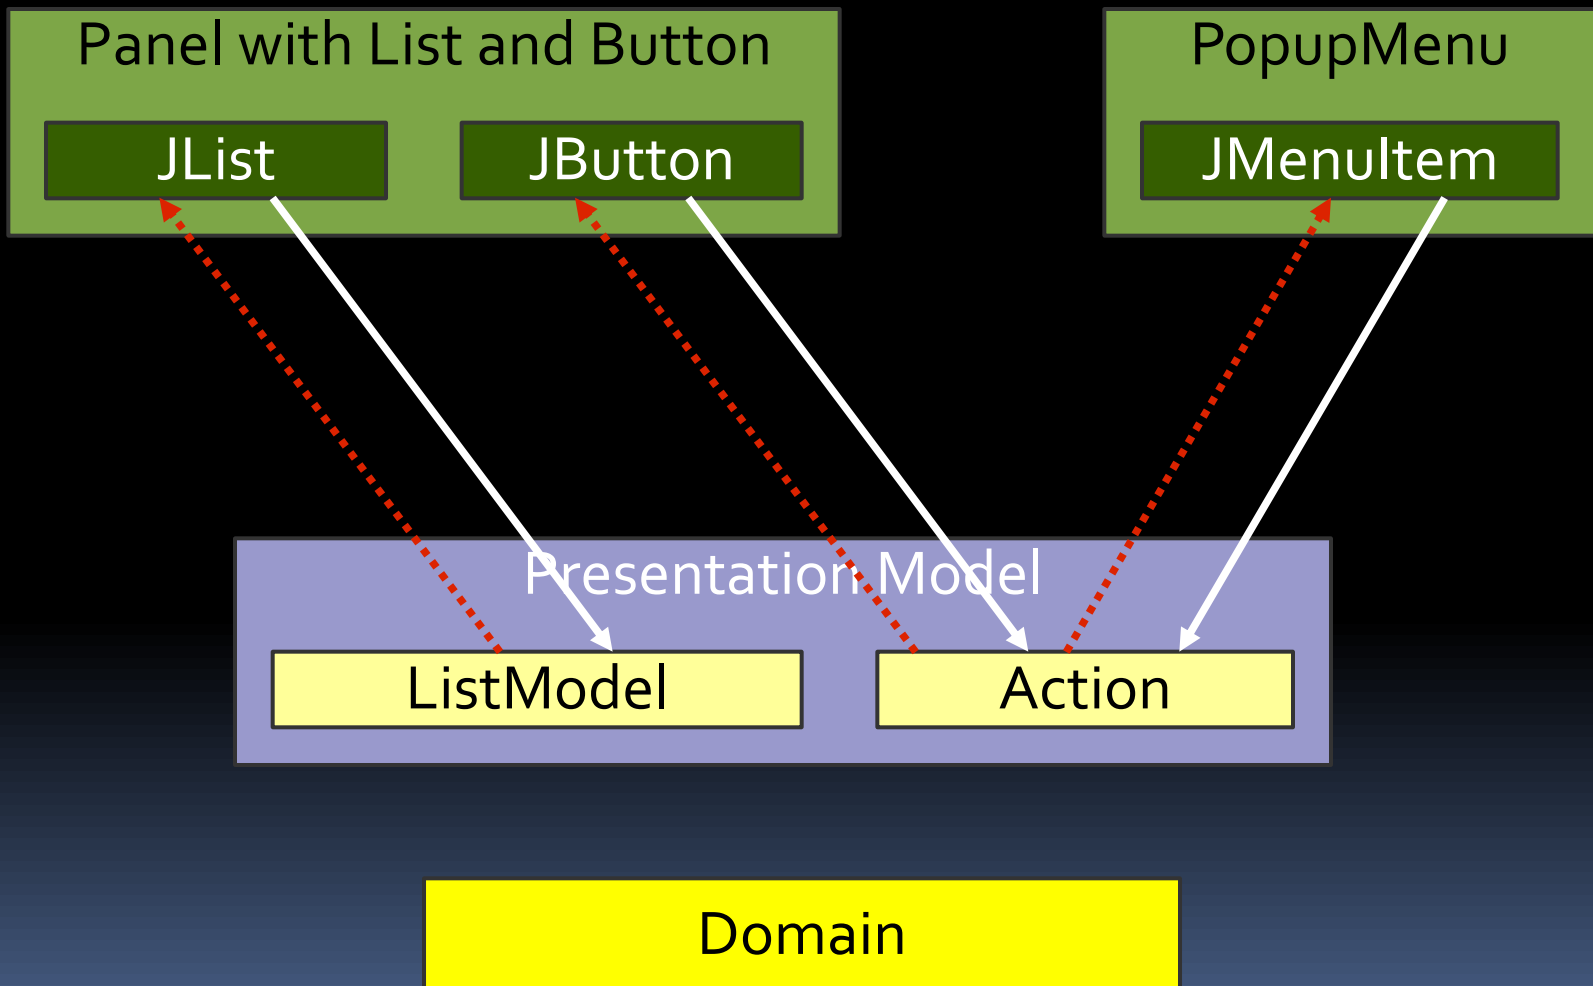 Panel with List and Button
PopupMenu
JList
JButton
JMenuItem
Presentation Model
ListModel
Action
Domain